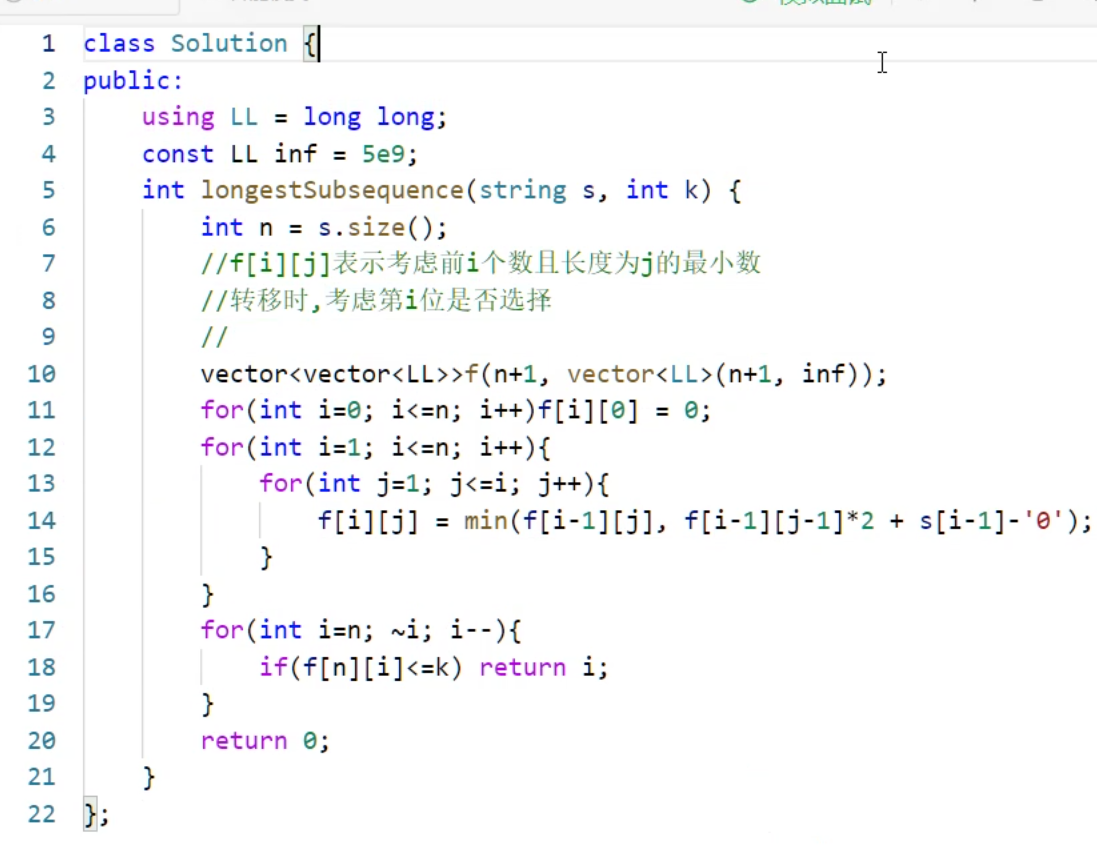 1 class Solution {
2 public:
3     using LL = long long;
4     const LL inf = 5e9;
5     int longestSubsequence(string s, int k) {
6         int n = s.size();
7         //f[i][j]表示考虑前i个数且长度为j的最小数
8         //转移时,考虑第i位是否选择
9         //
10         vector<vector<LL>>f(n+1, vector<LL>(n+1, inf));
11         for(int i=0; i<=n; i++)f[i][0] = 0;
12         for(int i=1; i<=n; i++){
13             for(int j=1; j<=i; j++){
14                 f[i][j] = min(f[i-1][j], f[i-1][j-1]*2 + s[i-1]-'0');
15             }
16         }
17         for(int i=n; ~i; i--){
18             if(f[n][i]<=k) return i;
19         }
20         return 0;
21     }
22 };